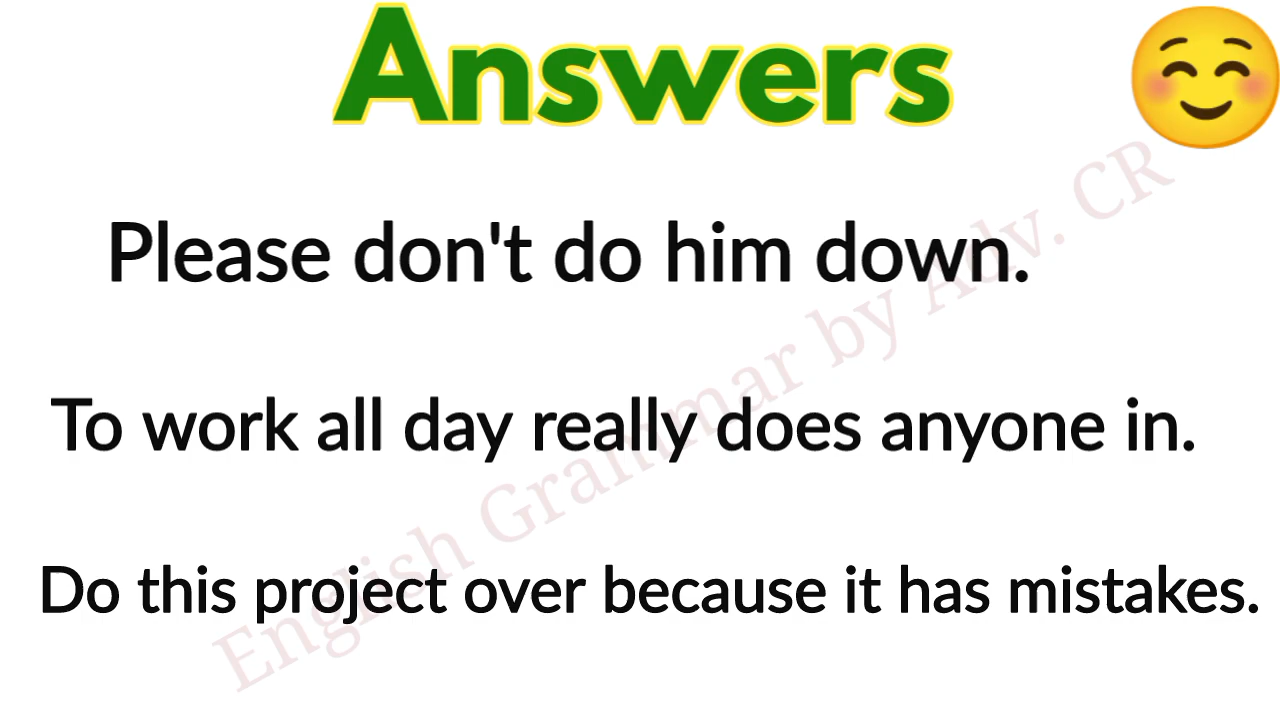 Answers
Please don't do him down.
To work all day really does anyone in.
Do this project over because it has mistakes.
English Grammar by Adv. CR